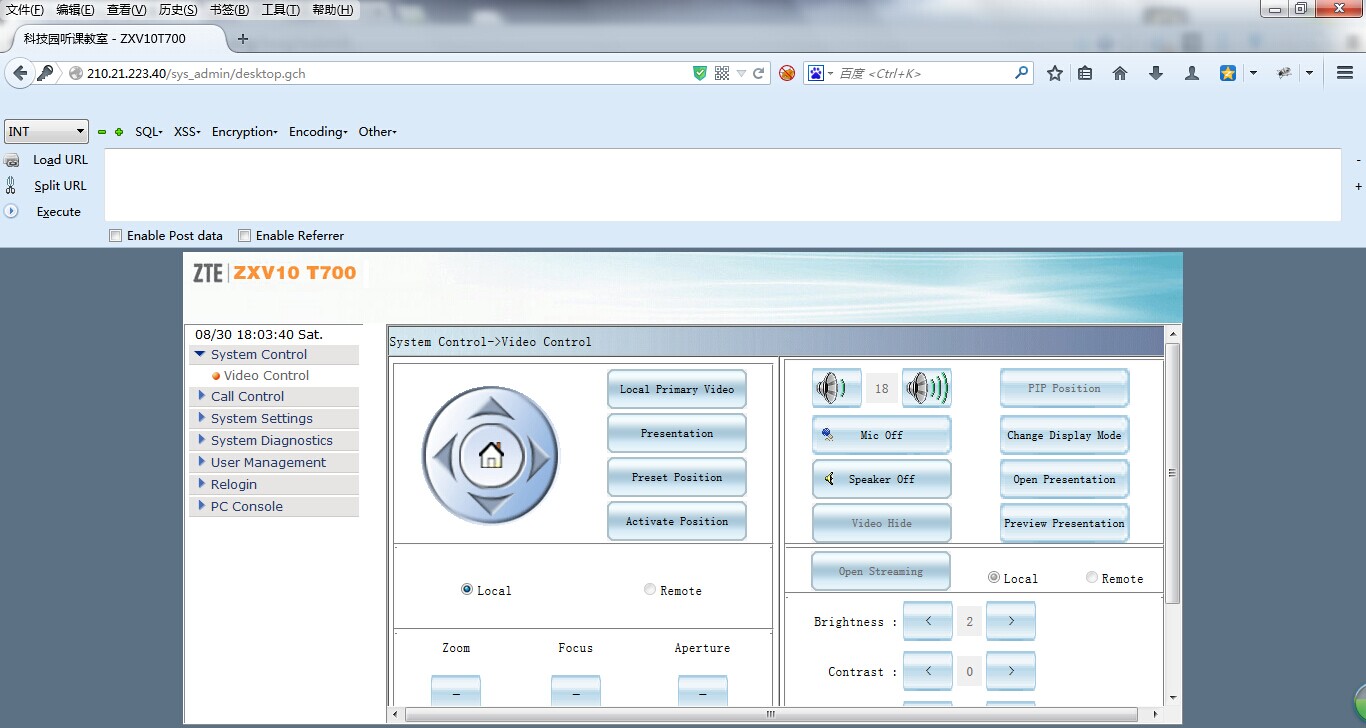 文件(F) 编辑(E) 查看(V) 历史(S) 书签(B) 工具(T) 帮助(H)
科技园听课教室 - ZXV10T700
210.21.223.40/sys_admin/desktop.gch
百度 <Ctrl+K>
INT
SQL
XSS
Encryption
Encoding
Other
Load URL
Split URL
Execute
Enable Post data
Enable Referrer
ZTE ZXV10 T700
08/30 18:03:40 Sat.
System Control
Video Control
Call Control
System Settings
System Diagnostics
User Management
Relogin
PC Console
System Control->Video Control
Local Primary Video
Presentation
Preset Position
Activate Position
Local
Remote
Zoom
Focus
Aperture
-
-
-
18
PIP Position
Mic Off
Change Display Mode
Speaker Off
Open Presentation
Video Hide
Preview Presentation
Open Streaming
Local
Remote
Brightness : < 2 >
Contrast : < 0 >